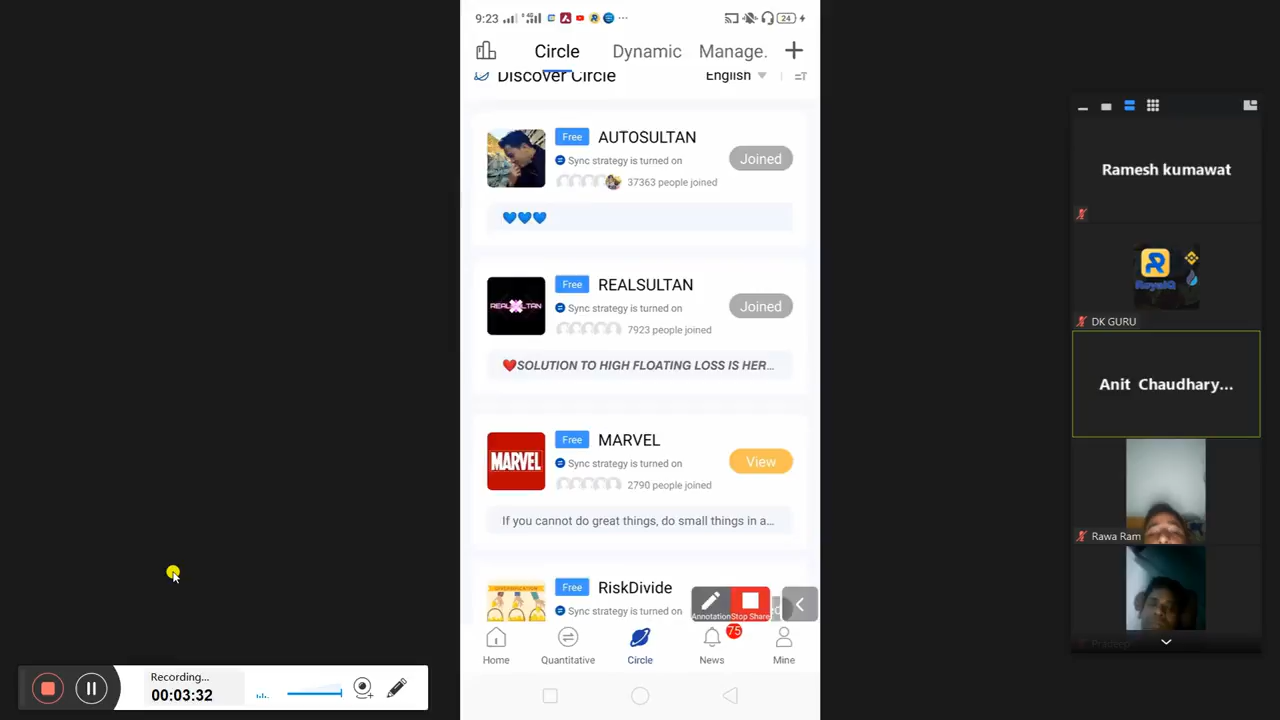 9:23
24
Circle
Dynamic
Manage.
Discover Circle
English
Free
AUTOSULTAN
Sync strategy is turned on
Joined
37363 people joined
💙💙💙
Free
REALSULTAN
Sync strategy is turned on
Joined
7923 people joined
❤️SOLUTION TO HIGH FLOATING LOSS IS HER...
MARVEL
Free
MARVEL
Sync strategy is turned on
View
2790 people joined
If you cannot do great things, do small things in a...
Free
RiskDivide
Sync strategy is turned on
Annotation
Stop Share
75
Home
Quantitative
Circle
News
Mine
Ramesh kumawat
RoyalQ
DK GURU
Anit Chaudhary...
Rawa Ram
Pradeep
Recording...
00:03:32